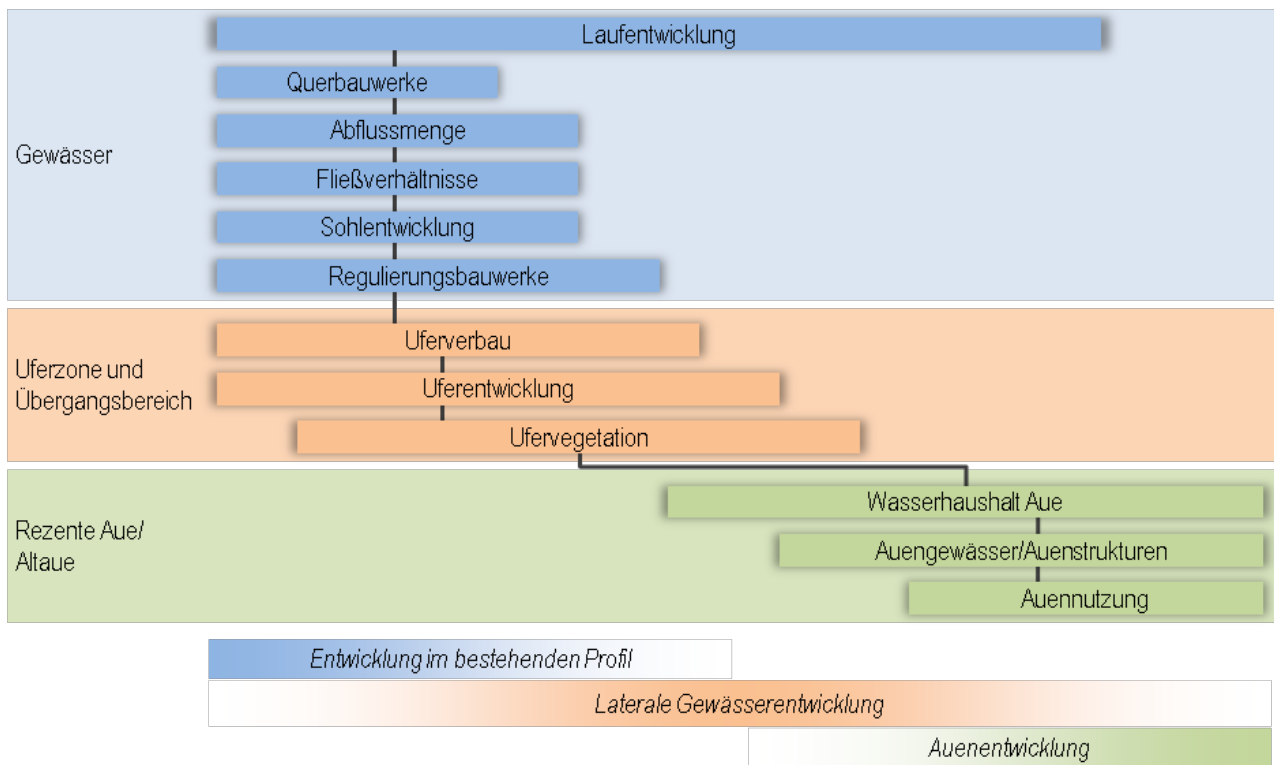 Laufentwicklung
Querbauwerke
Abflussmenge
Gewässer
Fließverhältnisse
Sohlentwicklung
Regulierungsbauwerke
Uferverbau
Uferzone und
Übergangsbereich
Uferentwicklung
Ufervegetation
Wasserhaushalt Aue
Rezente Aue/
Altaue
Auengewässer/Auenstrukturen
Auennutzung
Entwicklung im bestehenden Profil
Laterale Gewässerentwicklung
Auenentwicklung